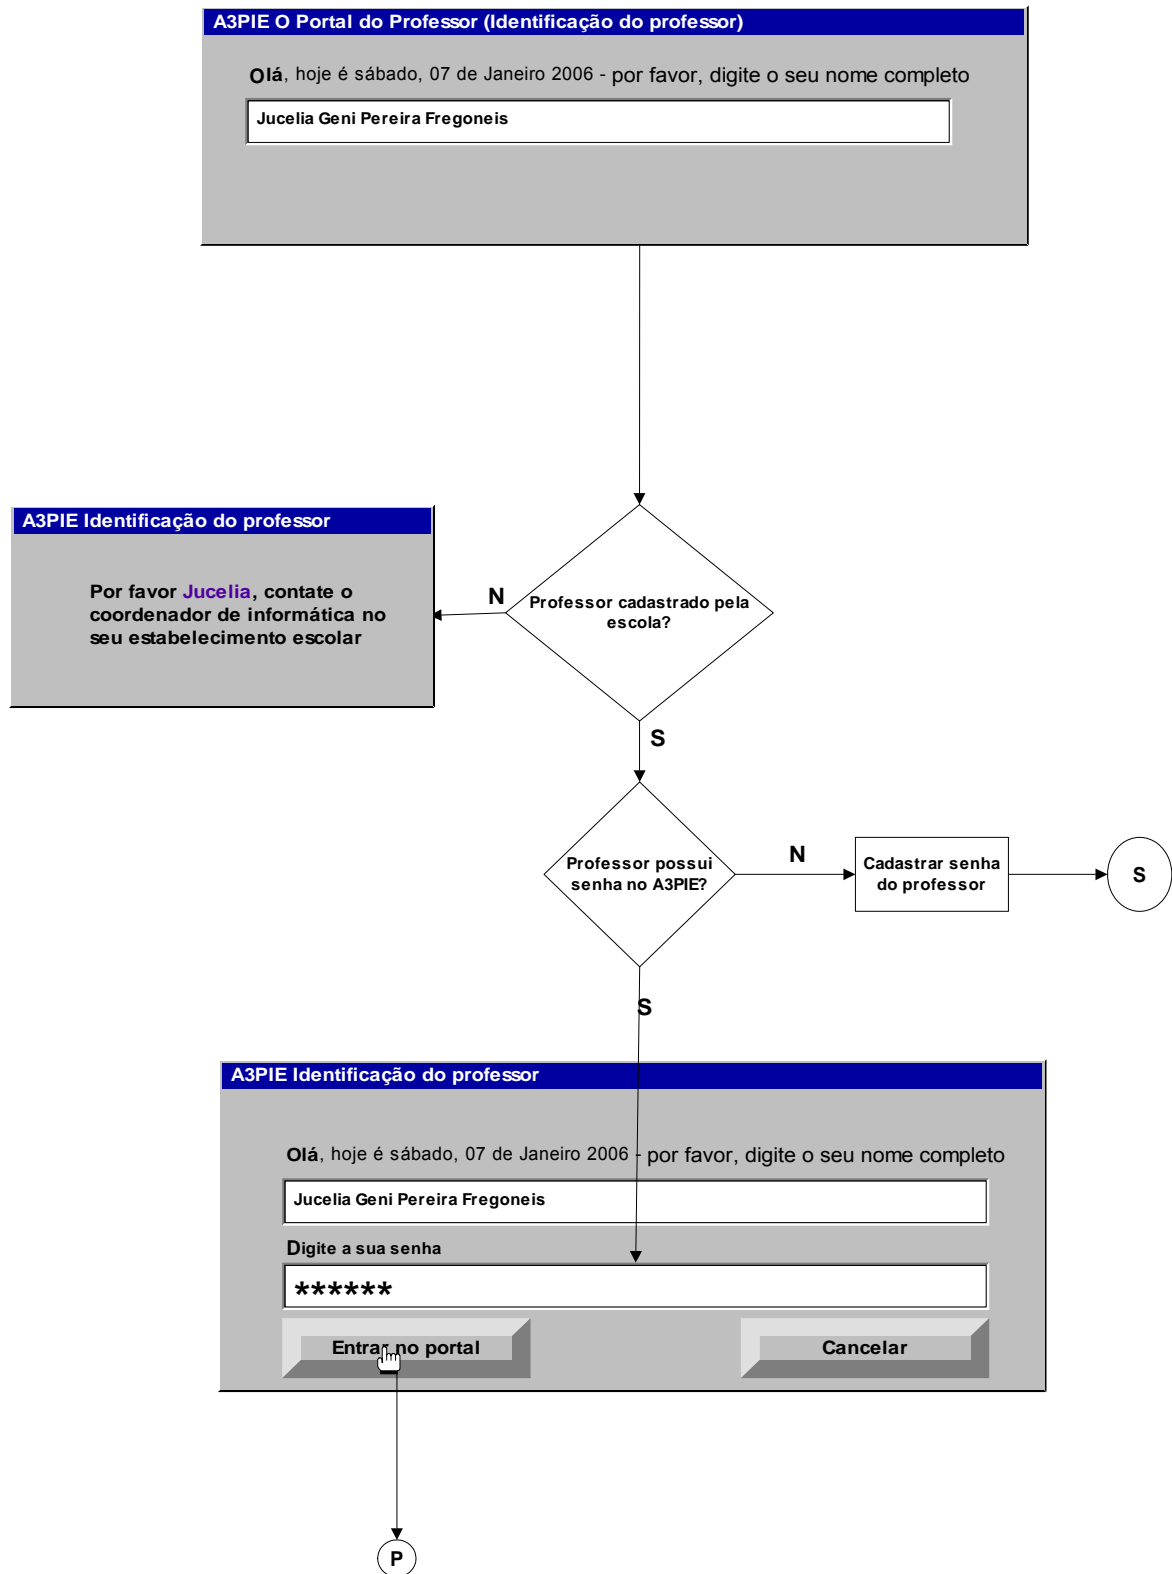 A3PIE O Portal do Professor (Identificação do professor)
Olá, hoje é sábado, 07 de Janeiro 2006 - por favor, digite o seu nome completo
Jucelia Geni Pereira Fregoneis
A3PIE Identificação do professor
Por favor Jucelia, contate o
coordenador de informática no
seu estabelecimento escolar
N
Professor cadastrado pela
escola?
S
Professor possui
senha no A3PIE?
N
Cadastrar senha
do professor
S
S
A3PIE Identificação do professor
Olá, hoje é sábado, 07 de Janeiro 2006 - por favor, digite o seu nome completo
Jucelia Geni Pereira Fregoneis
Digite a sua senha
******
Entrar no portal
Cancelar
P